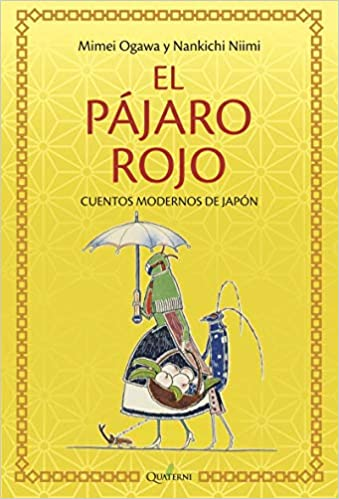 Mimei Ogawa y Nankichi Niimi
EL
PÁJARO
ROJO
CUENTOS MODERNOS DE JAPÓN
QUATERNI